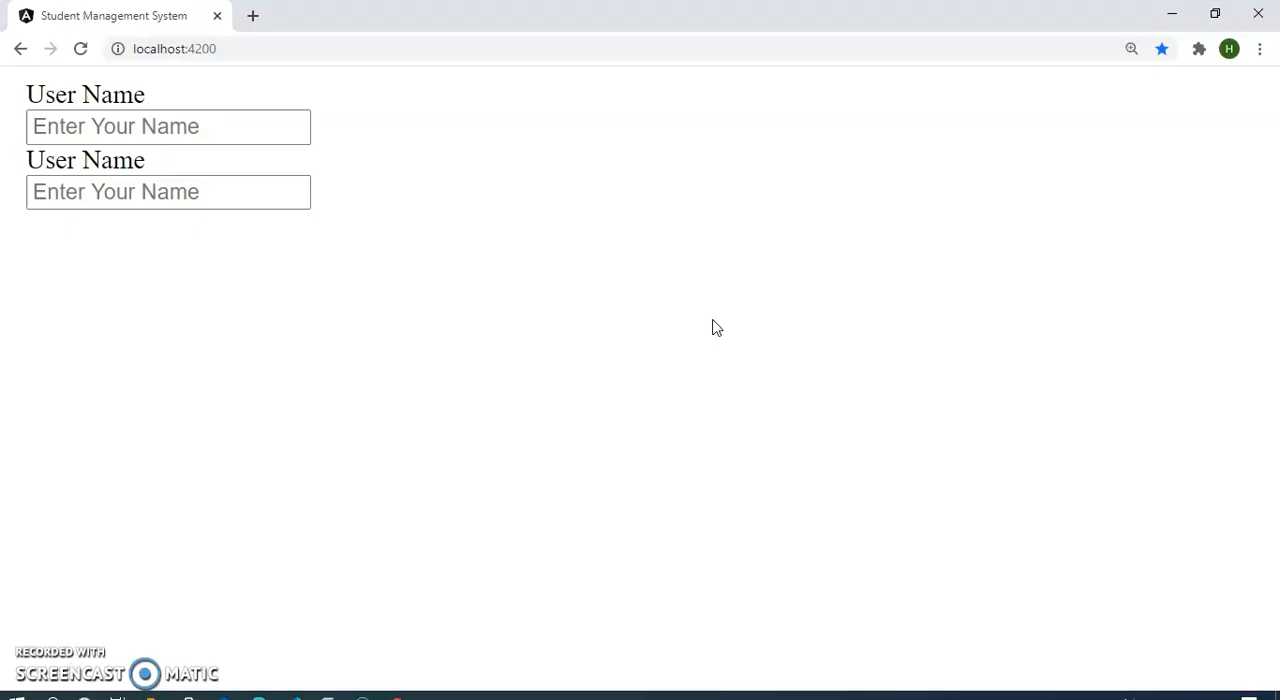 Student Management System
localhost:4200
H
User Name
Enter Your Name
User Name
Enter Your Name
RECORDED WITH
SCREENCAST MATIC